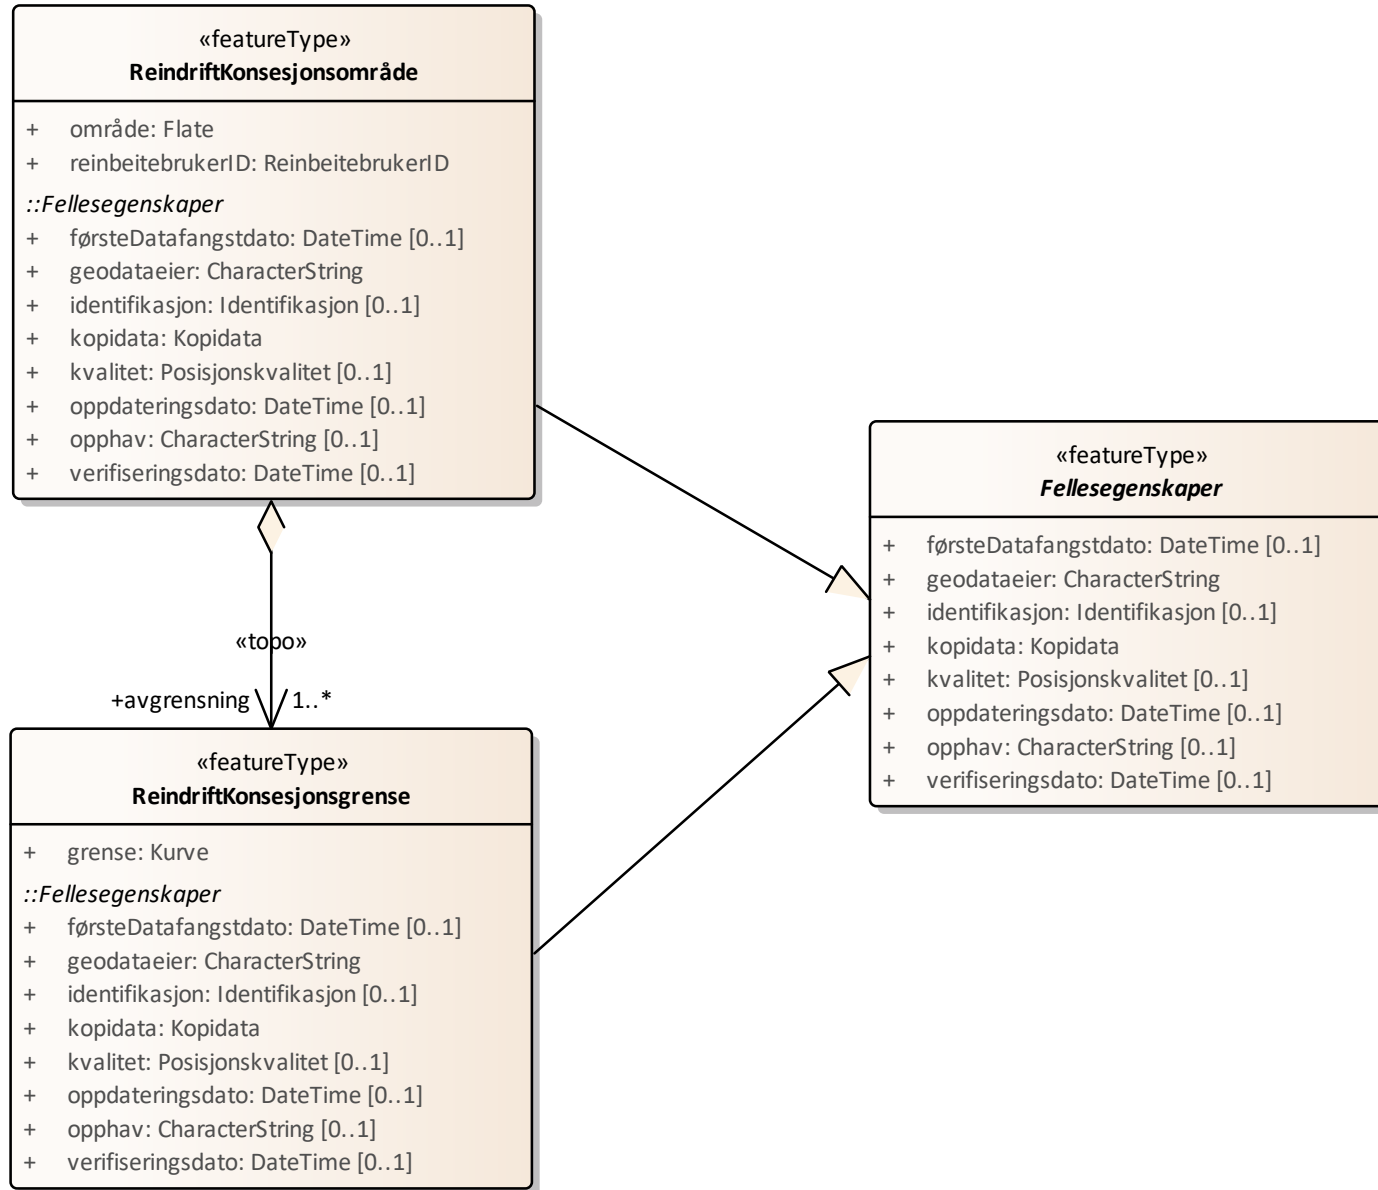 «featureType»
ReindriftKonsesjonsområde
+ område: Flate
+ reinbeitebrukerID: ReinbeitebrukerID
::Fellesegenskaper
+ førsteDatafangstdato: DateTime [0..1]
+ geodataeier: CharacterString
+ identifikasjon: Identifikasjon [0..1]
+ kopidata: Kopidata
+ kvalitet: Posisjonskvalitet [0..1]
+ oppdateringsdato: DateTime [0..1]
+ opphav: CharacterString [0..1]
+ verifiseringsdato: DateTime [0..1]
«topo»
+avgrensning 1..*
«featureType»
ReindriftKonsesjonsgrense
+ grense: Kurve
::Fellesegenskaper
+ førsteDatafangstdato: DateTime [0..1]
+ geodataeier: CharacterString
+ identifikasjon: Identifikasjon [0..1]
+ kopidata: Kopidata
+ kvalitet: Posisjonskvalitet [0..1]
+ oppdateringsdato: DateTime [0..1]
+ opphav: CharacterString [0..1]
+ verifiseringsdato: DateTime [0..1]
«featureType»
Fellesegenskaper
+ førsteDatafangstdato: DateTime [0..1]
+ geodataeier: CharacterString
+ identifikasjon: Identifikasjon [0..1]
+ kopidata: Kopidata
+ kvalitet: Posisjonskvalitet [0..1]
+ oppdateringsdato: DateTime [0..1]
+ opphav: CharacterString [0..1]
+ verifiseringsdato: DateTime [0..1]